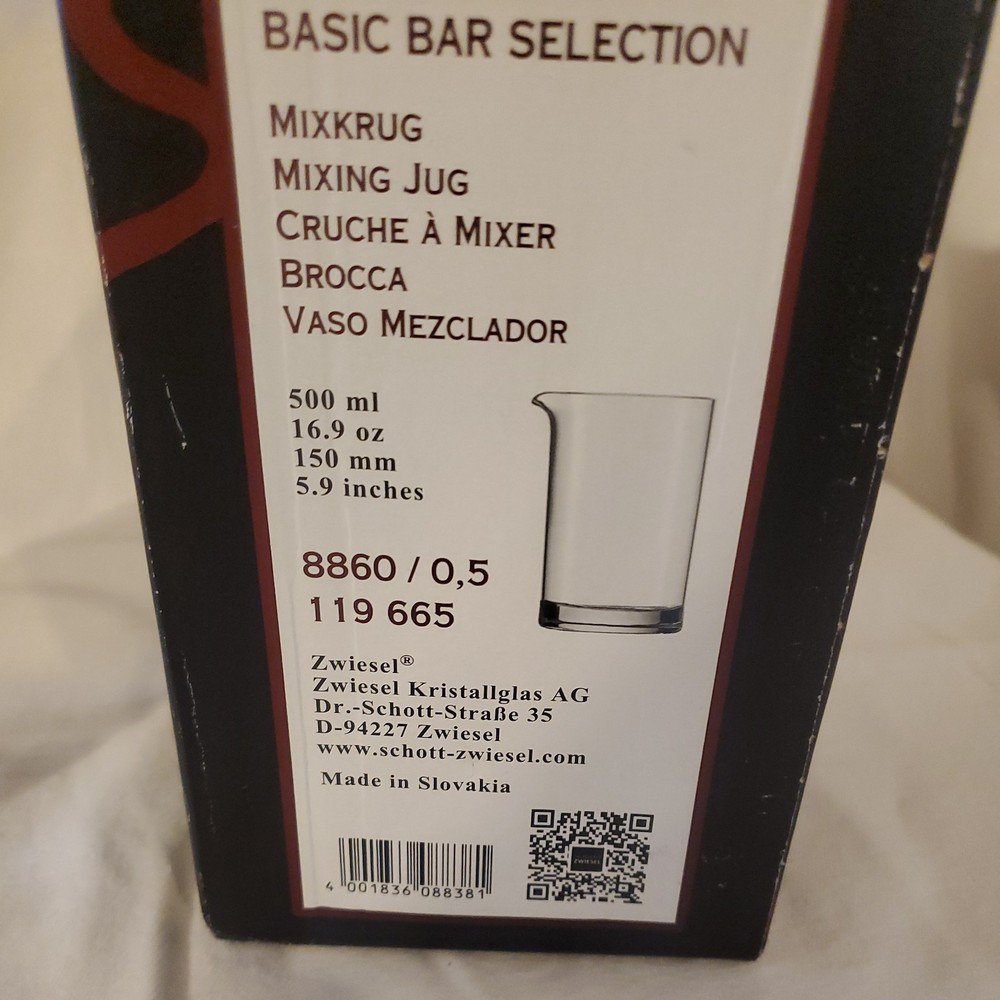 BASIC BAR SELECTION
MIXKRUG
MIXING JUG
CRUCHE À MIXER
BROCCA
VASO MEZCLADOR
500 ml
16.9 oz
150 mm
5.9 inches
8860 / 0,5
119 665
Zwiesel®
Zwiesel Kristallglas AG
Dr.-Schott-Straße 35
D-94227 Zwiesel
www.schott-zwiesel.com
Made in Slovakia
4 001836 088381
ZWIESEL